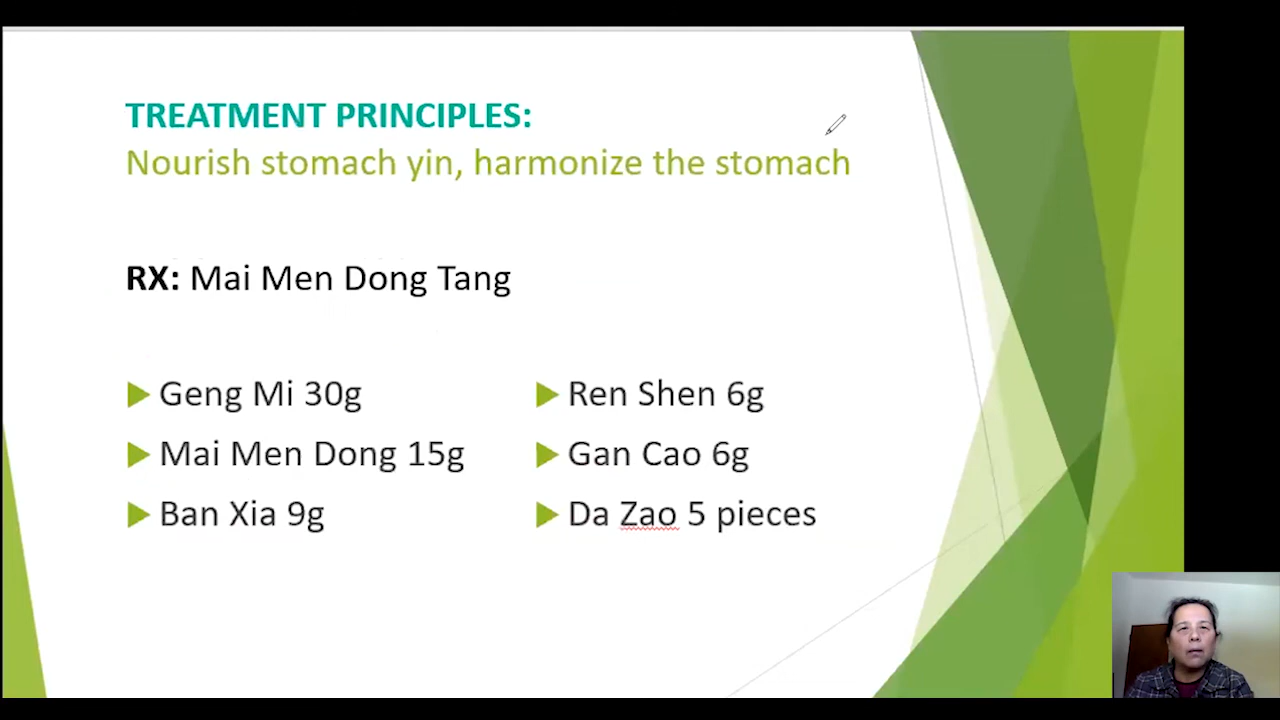 TREATMENT PRINCIPLES:
Nourish stomach yin, harmonize the stomach
RX: Mai Men Dong Tang
Geng Mi 30g
Mai Men Dong 15g
Ban Xia 9g
Ren Shen 6g
Gan Cao 6g
Da Zao 5 pieces